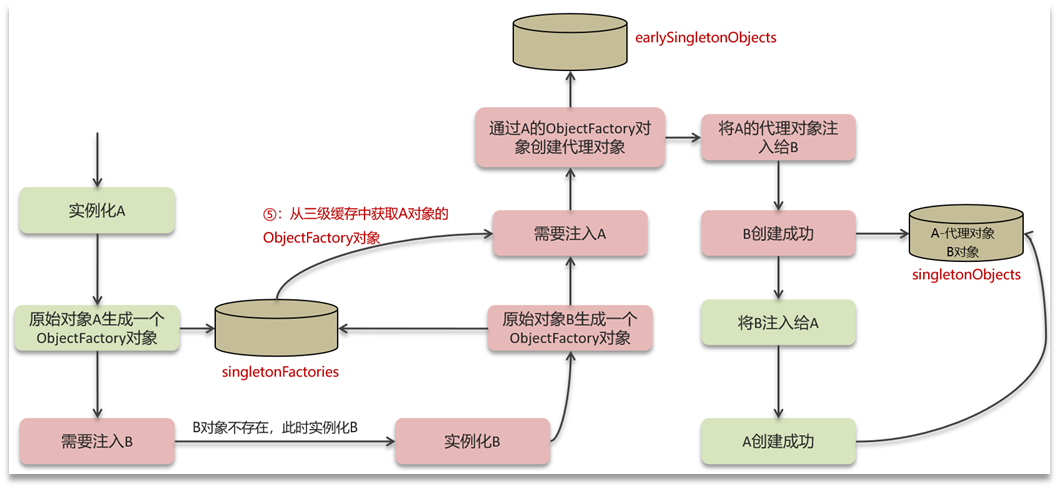 earlySingletonObjects
通过A的ObjectFactory对
象创建代理对象
将A的代理对象注
入给B
实例化A
⑤：从三级缓存中获取A对象的
ObjectFactory对象
需要注入A
B创建成功
A-代理对象
B对象
singletonObjects
原始对象A生成一个
ObjectFactory对象
singletonFactories
原始对象B生成一个
ObjectFactory对象
将B注入给A
需要注入B
B对象不存在，此时实例化B
实例化B
A创建成功